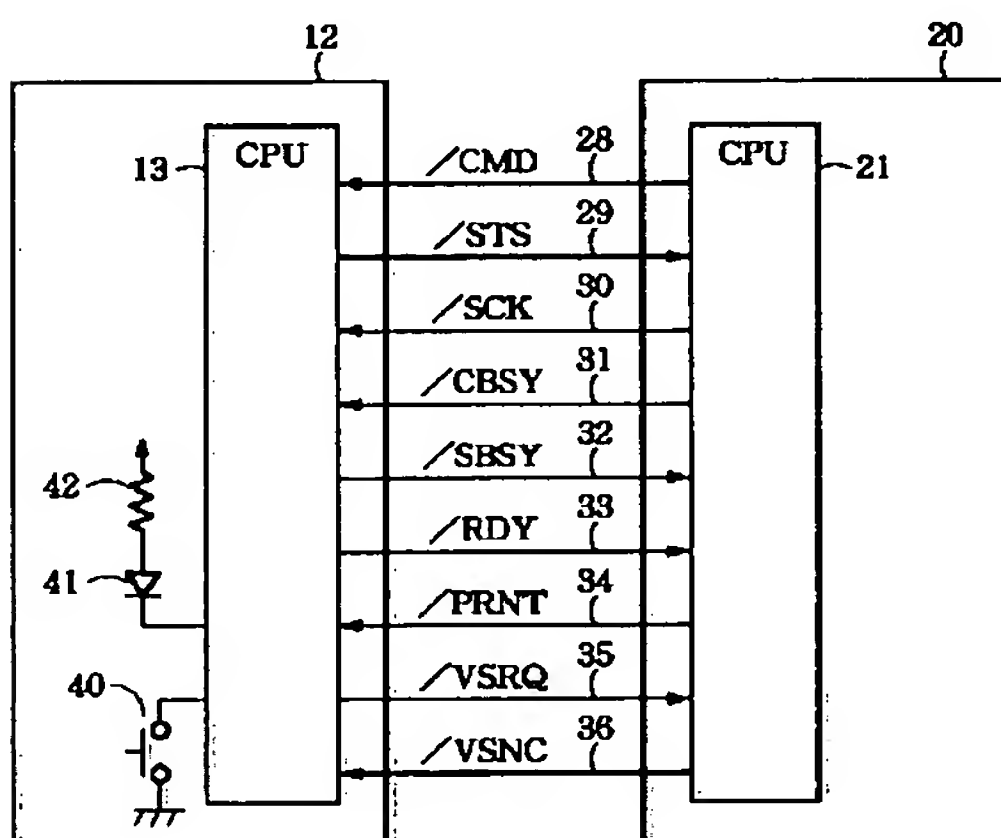 12
20
13
CPU
/CMD
28
CPU
21
/STS
29
/SCK
30
/CBSY
31
/SBSY
32
42
/RDY
33
41
/PRNT
34
40
/VSRQ
35
/VSNC
36